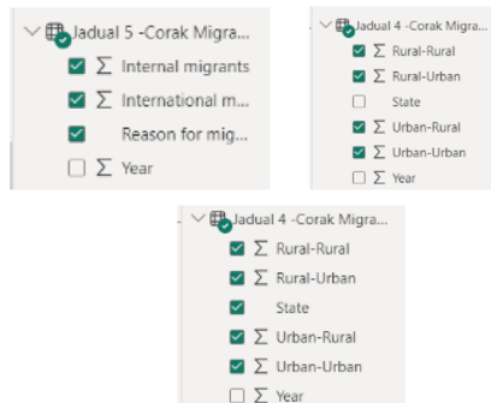 Jadual 5 -Corak Migra...
Σ Internal migrants
Σ International m...
Reason for mig...
Σ Year
Jadual 4 -Corak Migra...
Σ Rural-Rural
Σ Rural-Urban
State
Σ Urban-Rural
Σ Urban-Urban
Σ Year
Jadual 4 -Corak Migra...
Σ Rural-Rural
Σ Rural-Urban
State
Σ Urban-Rural
Σ Urban-Urban
Σ Year